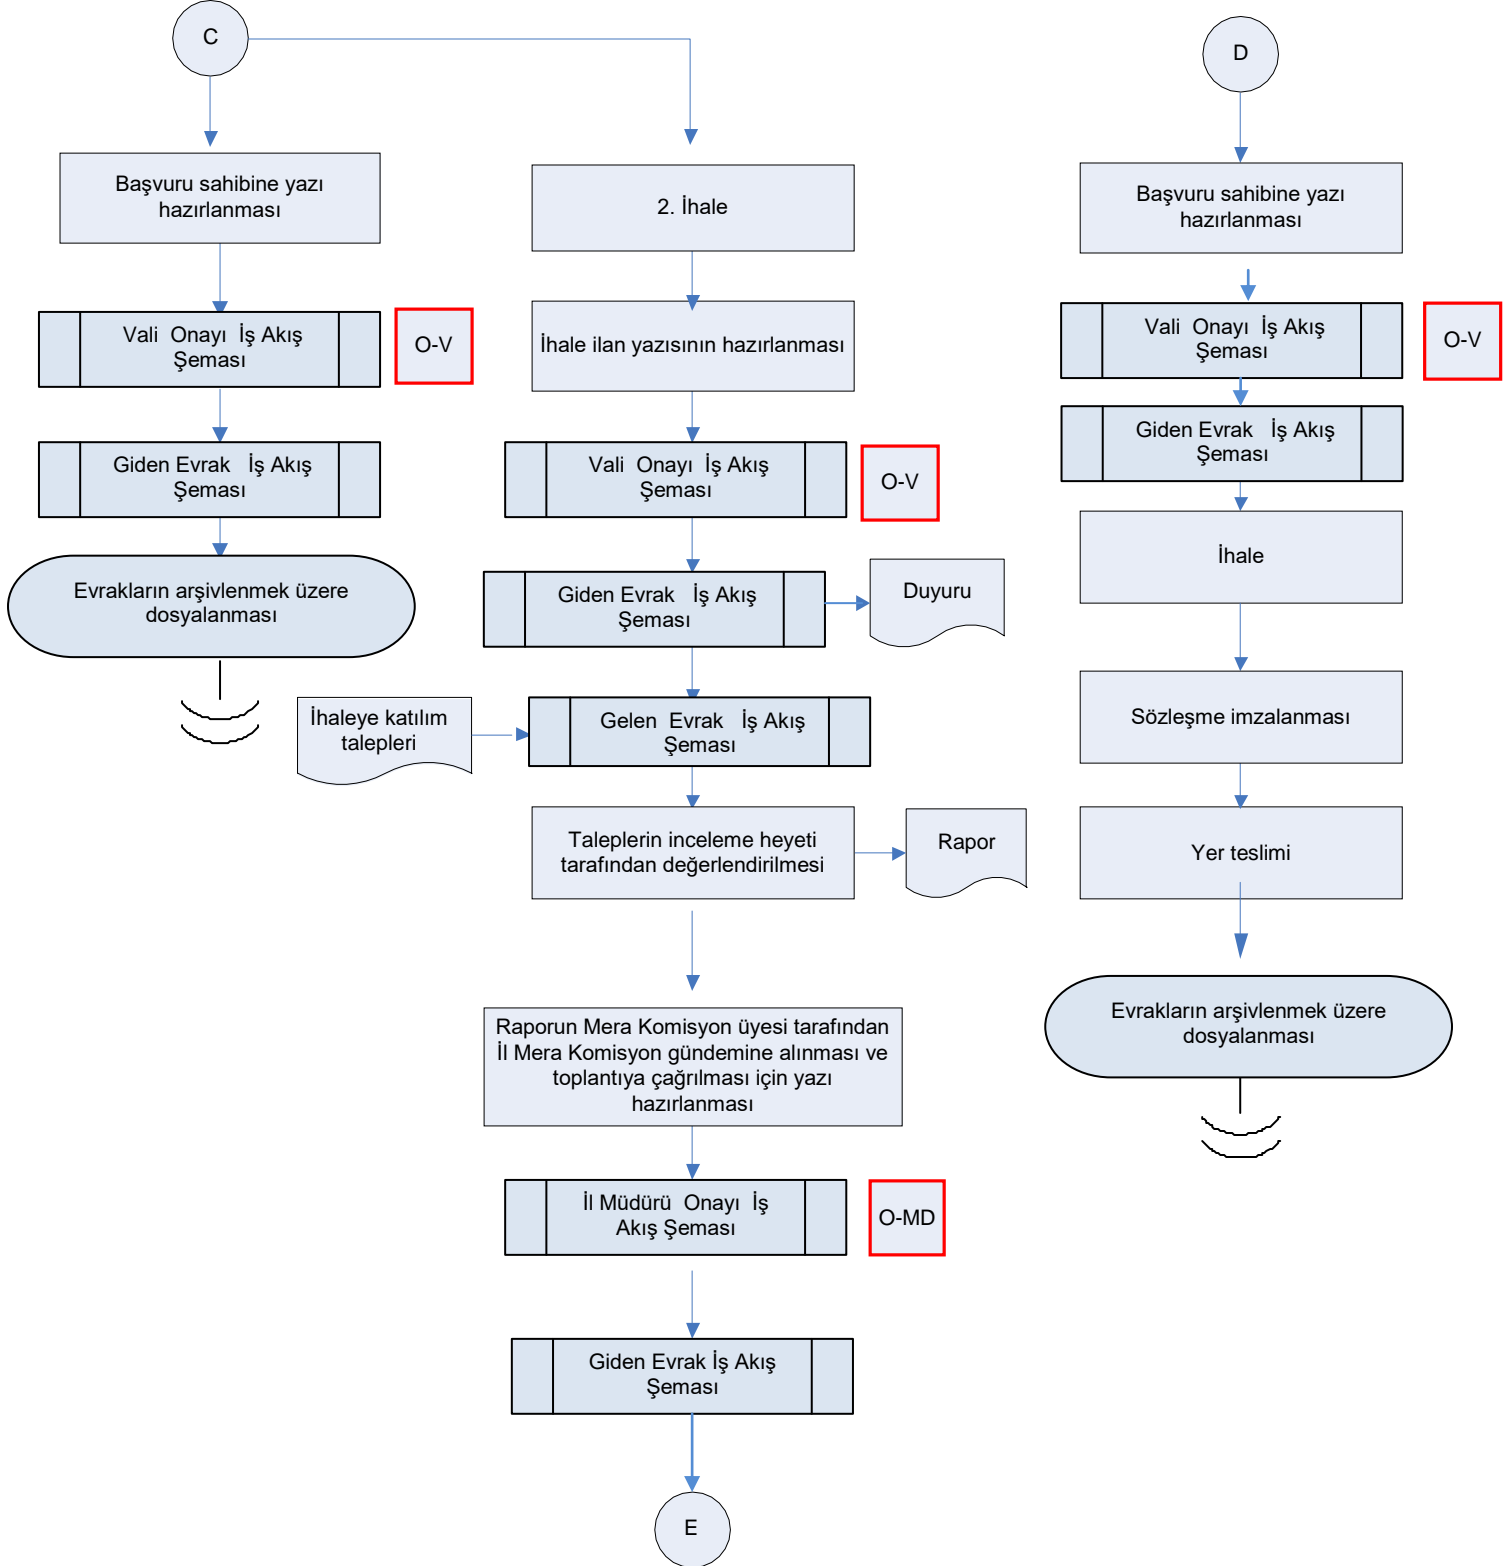 C
Başvuru sahibine yazı
hazırlanması
Vali Onayı İş Akış
Şeması
O-V
Giden Evrak İş Akış
Şeması
Evrakların arşivlenmek üzere
dosyalanması
2. İhale
İhale ilan yazısının hazırlanması
Vali Onayı İş Akış
Şeması
O-V
Giden Evrak İş Akış
Şeması
Duyuru
İhaleye katılım
talepleri
Gelen Evrak İş Akış
Şeması
Taleplerin inceleme heyeti
tarafından değerlendirilmesi
Rapor
Raporun Mera Komisyon üyesi tarafından
İl Mera Komisyon gündemine alınması ve
toplantıya çağrılması için yazı
hazırlanması
İl Müdürü Onayı İş
Akış Şeması
O-MD
Giden Evrak İş Akış
Şeması
E
D
Başvuru sahibine yazı
hazırlanması
Vali Onayı İş Akış
Şeması
O-V
Giden Evrak İş Akış
Şeması
İhale
Sözleşme imzalanması
Yer teslimi
Evrakların arşivlenmek üzere
dosyalanması